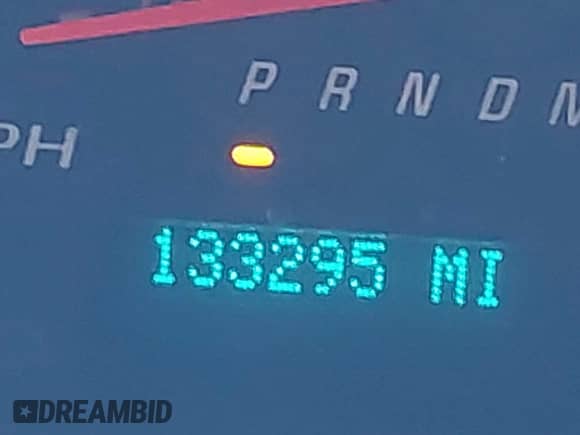 P R N D M
PH
133295 MI
DREAMBID